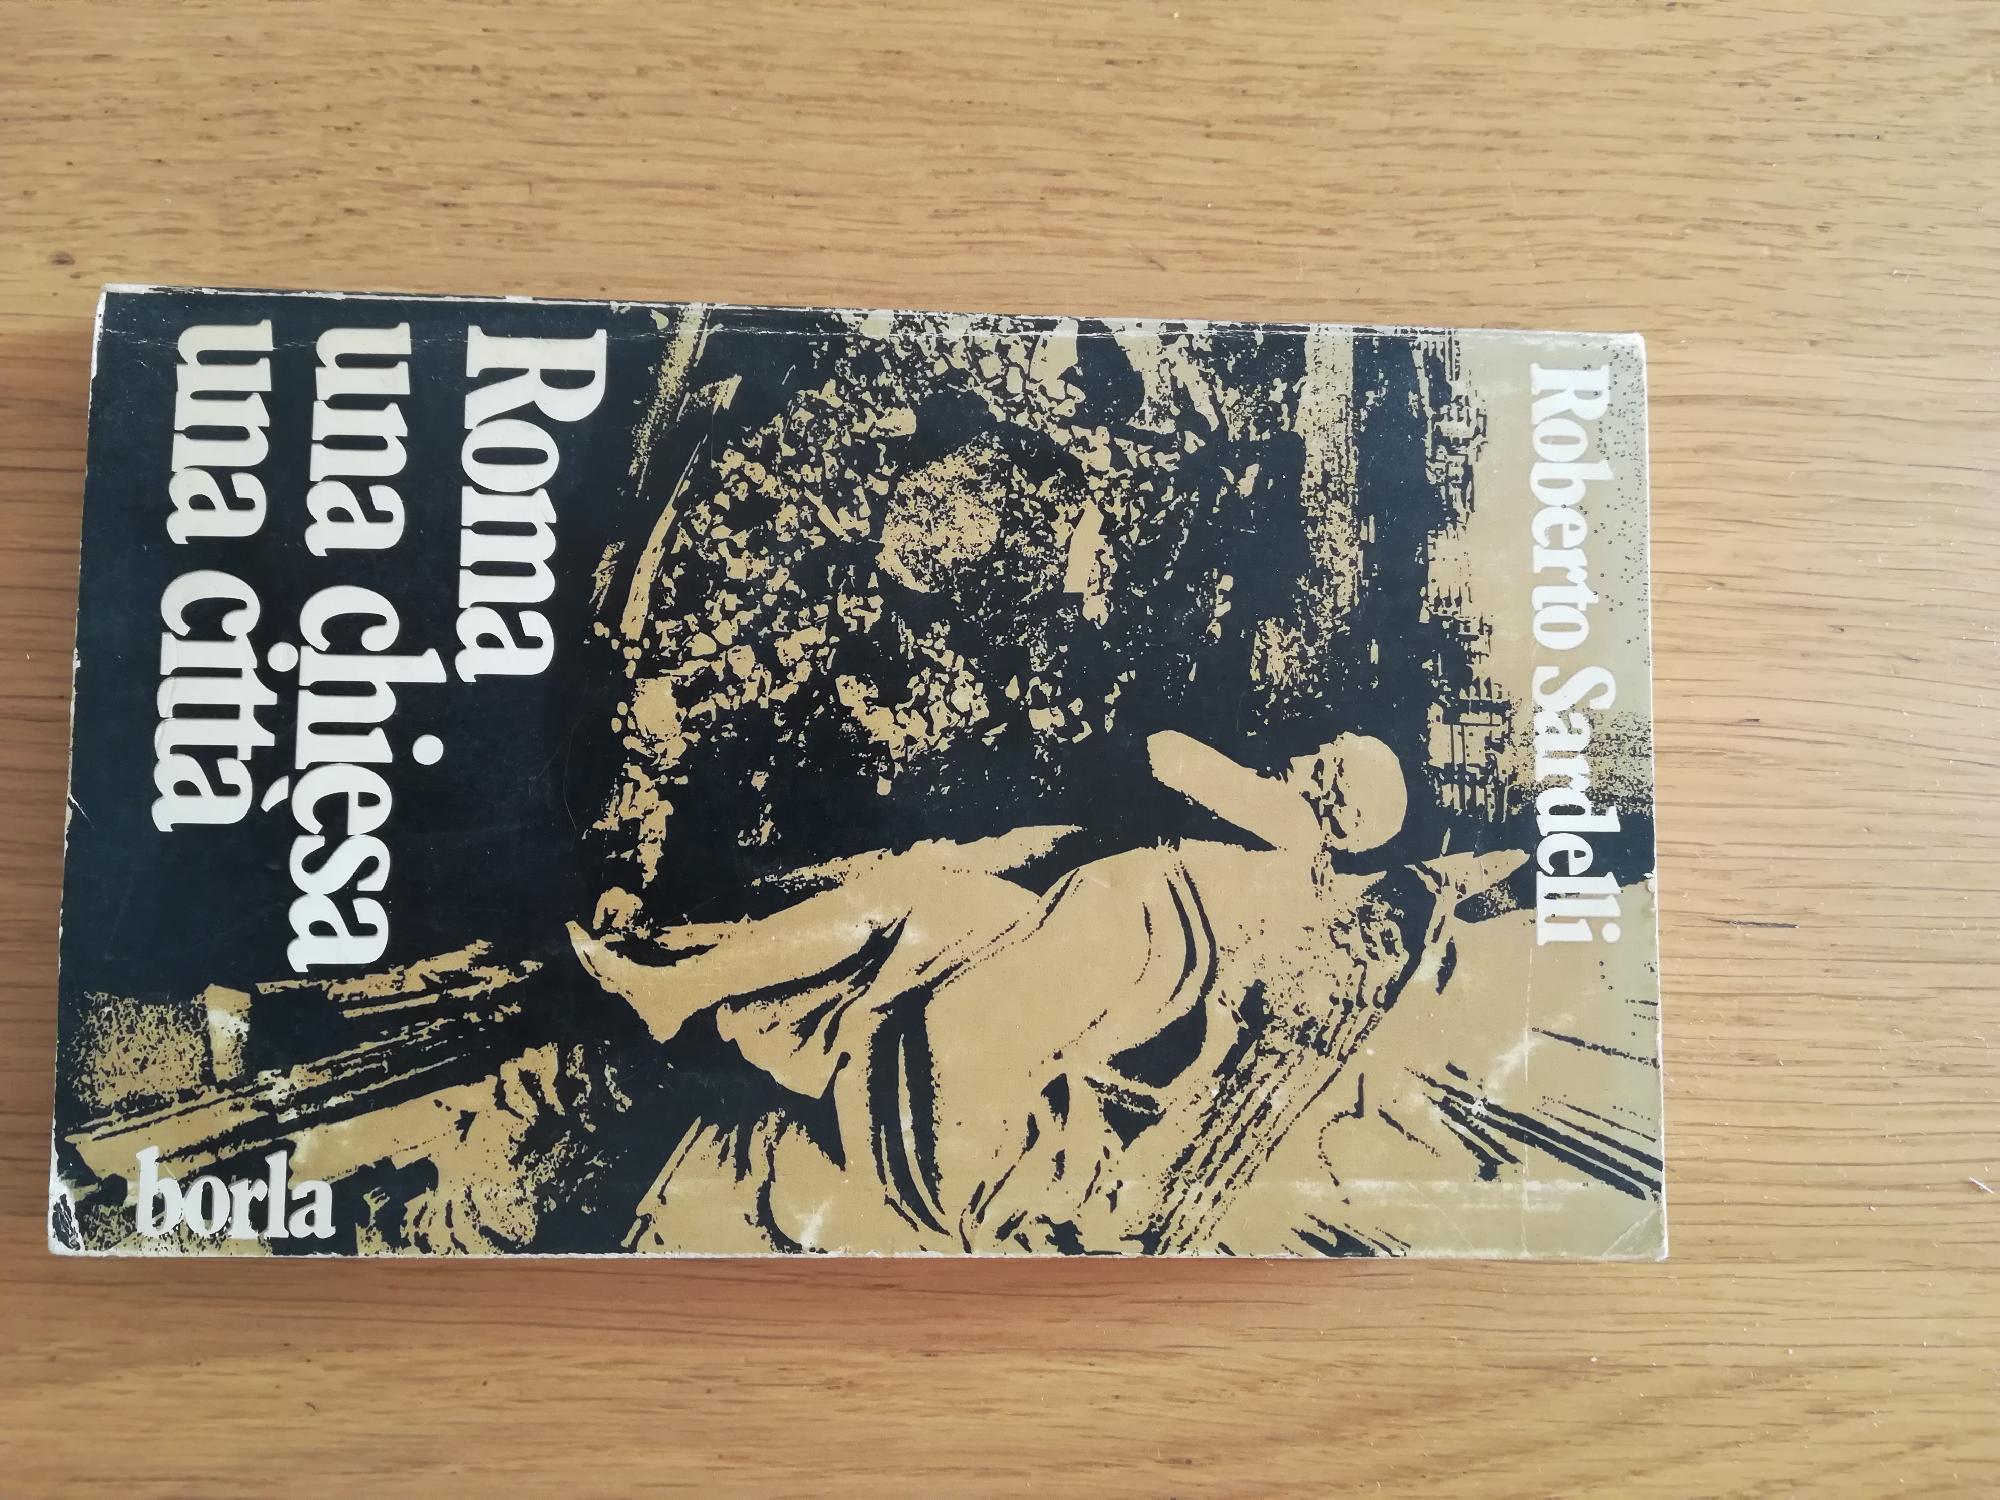 Roberto Sardelli
Roma
una chiesa
una città
borla